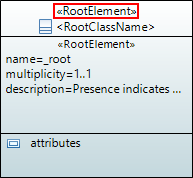 «RootElement»
<RootClassName>
«RootElement»
name=_root
multiplicity=1..1
description=Presence indicates ...
attributes